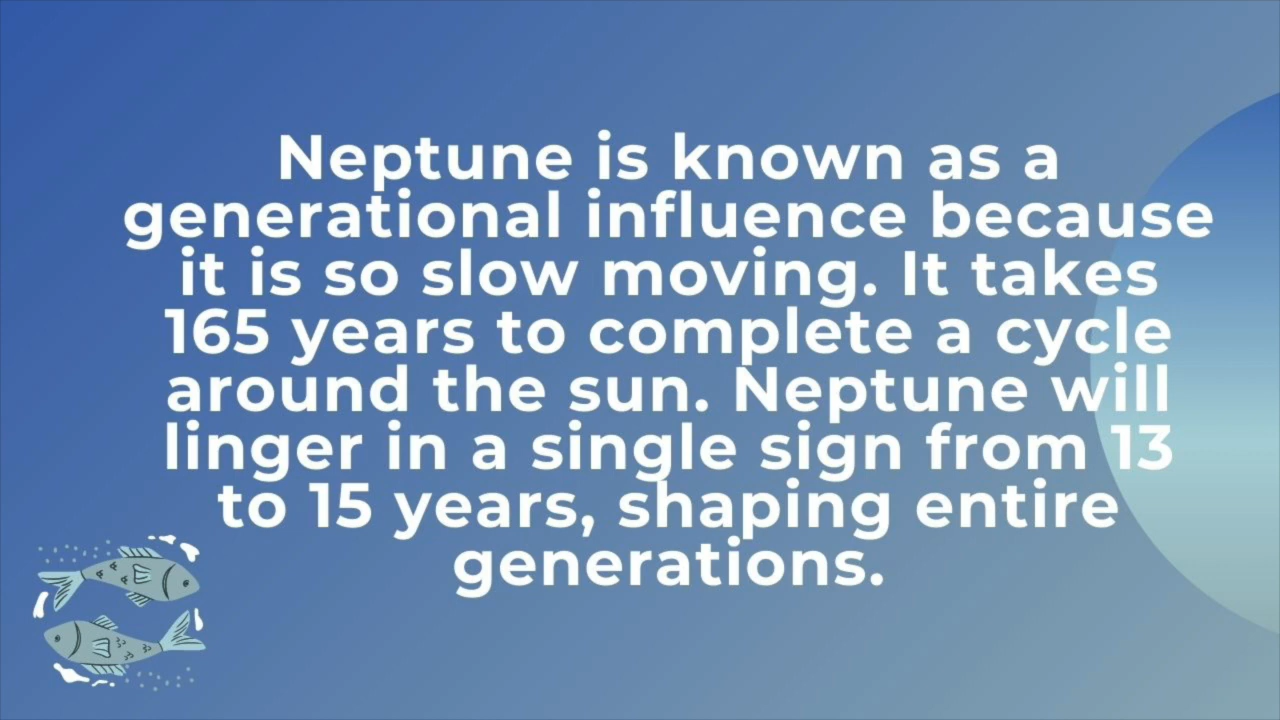 Neptune is known as a
generational influence because
it is so slow moving. It takes
165 years to complete a cycle
around the sun. Neptune will
linger in a single sign from 13
to 15 years, shaping entire
generations.